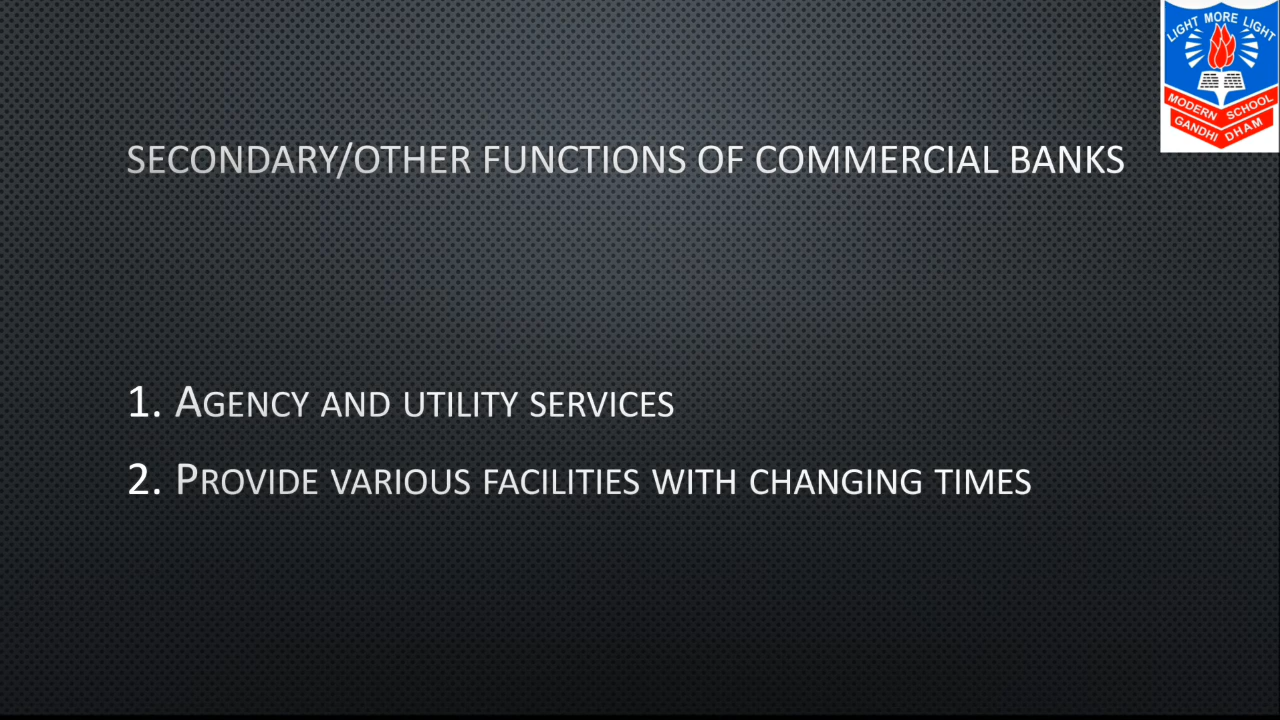 LIGHT MORE LIGHT
MODERN SCHOOL
GANDHI DHAM
SECONDARY/OTHER FUNCTIONS OF COMMERCIAL BANKS
1. AGENCY AND UTILITY SERVICES
2. PROVIDE VARIOUS FACILITIES WITH CHANGING TIMES